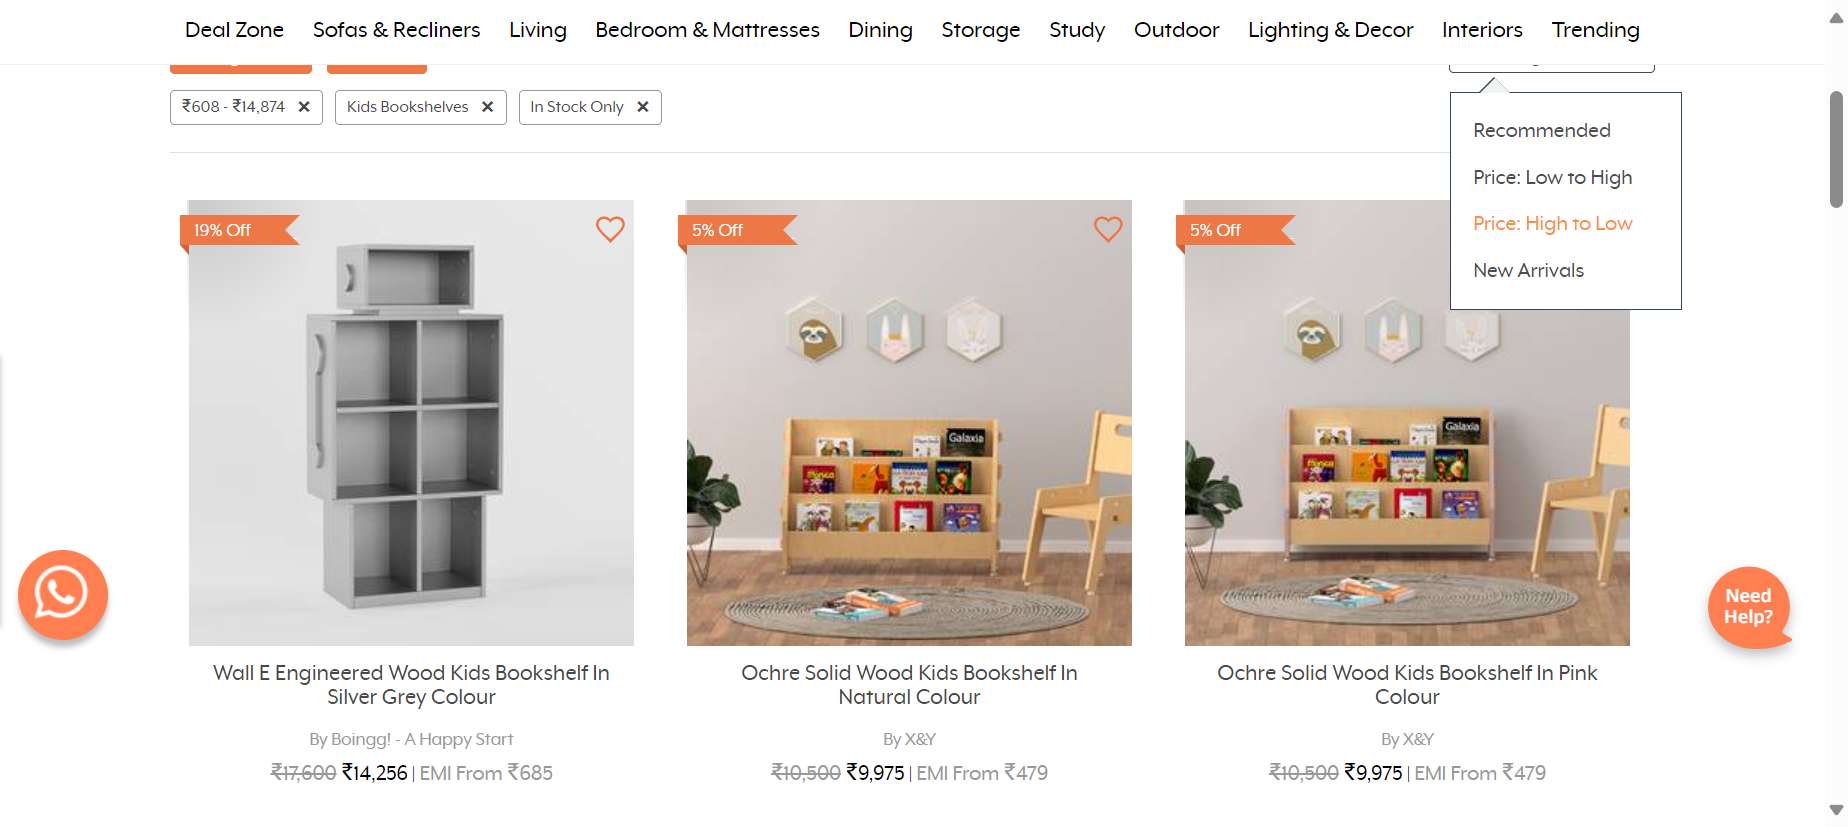 Deal Zone Sofas & Recliners Living Bedroom & Mattresses Dining Storage Study Outdoor Lighting & Decor Interiors Trending
₹608 - ₹14,874 ✕ Kids Bookshelves ✕ In Stock Only ✕
Recommended
Price: Low to High
Price: High to Low
New Arrivals
19% Off
5% Off
5% Off
Galaxia
Galaxia
Need
Help?
Wall E Engineered Wood Kids Bookshelf In
Silver Grey Colour
By Boingg! - A Happy Start
₹17,600 ₹14,256 | EMI From ₹685
Ochre Solid Wood Kids Bookshelf In
Natural Colour
By X&Y
₹10,500 ₹9,975 | EMI From ₹479
Ochre Solid Wood Kids Bookshelf In Pink
Colour
By X&Y
₹10,500 ₹9,975 | EMI From ₹479